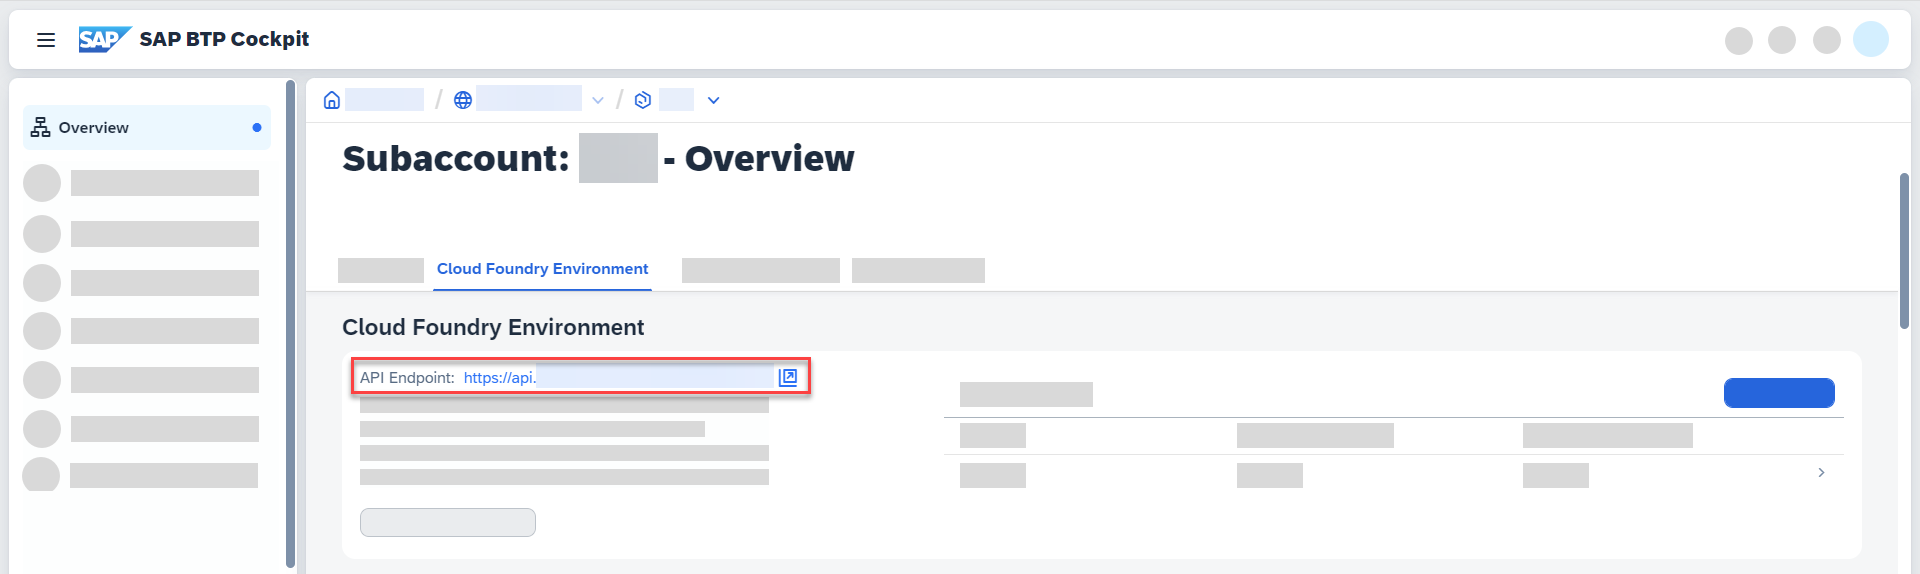 SAP SAP BTP Cockpit
Overview
Subaccount: - Overview
Cloud Foundry Environment
Cloud Foundry Environment
API Endpoint: https://api.